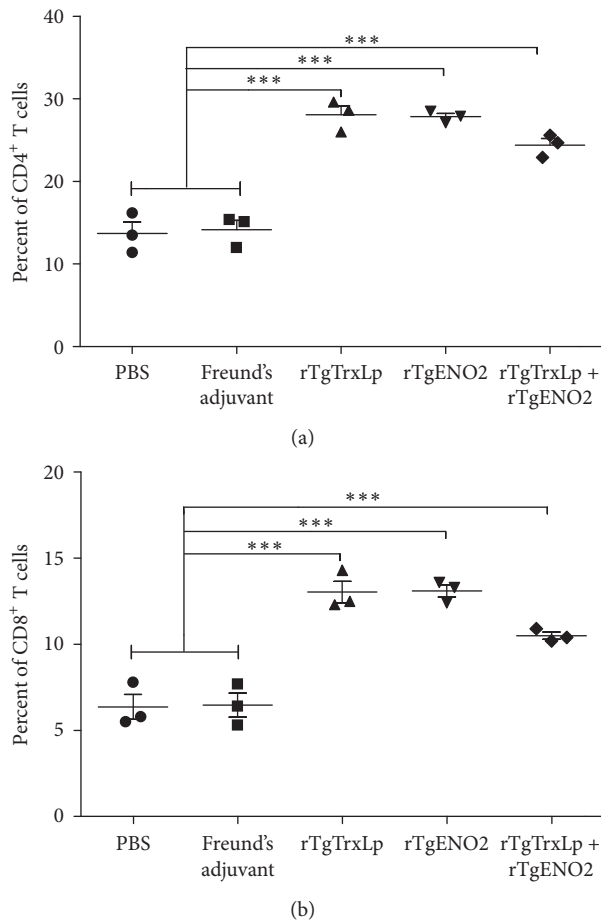 40
30
20
10
0
Percent of CD4⁺ T cells
***
***
***
PBS
Freund's
adjuvant
rTgTrxLp
rTgENO2
rTgTrxLp +
rTgENO2
(a)
20
15
10
5
0
Percent of CD8⁺ T cells
***
***
***
PBS
Freund's
adjuvant
rTgTrxLp
rTgENO2
rTgTrxLp +
rTgENO2
(b)